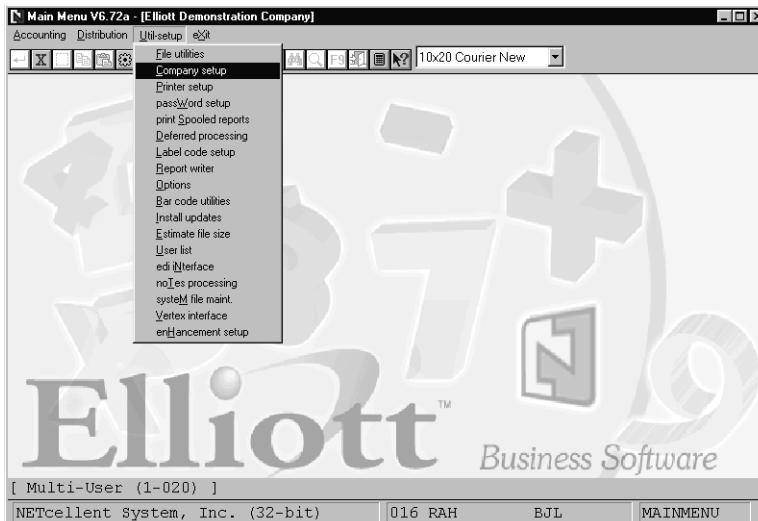 Main Menu V6.72a - [Elliott Demonstration Company]
Accounting Distribution Util-setup eXit
X F9 10x20 Courier New
File utilities
Company setup
Printer setup
passWord setup
print Spooled reports
Deferred processing
Label code setup
Report writer
Options
Bar code utilities
Install updates
Estimate file size
User list
edi iNterface
noTes processing
systeM file maint.
Vertex interface
enHancement setup
Elliott™
Business Software
[ Multi-User (1-020) ]
NETcellent System, Inc. (32-bit) 016 RAH BJL MAINMENU